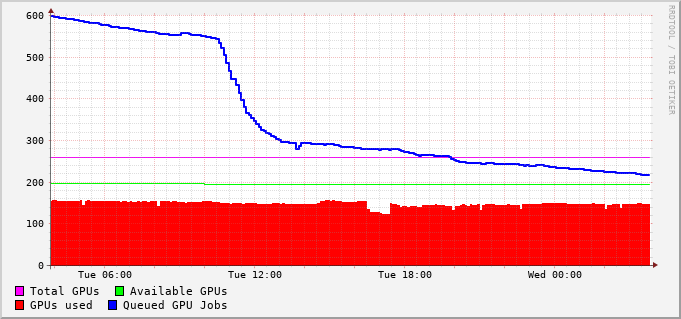 600
500
400
300
200
100
0
Tue 06:00 Tue 12:00 Tue 18:00 Wed 00:00
Total GPUs Available GPUs
GPUs used Queued GPU Jobs
RRDTOOL / TOBI OETIKER